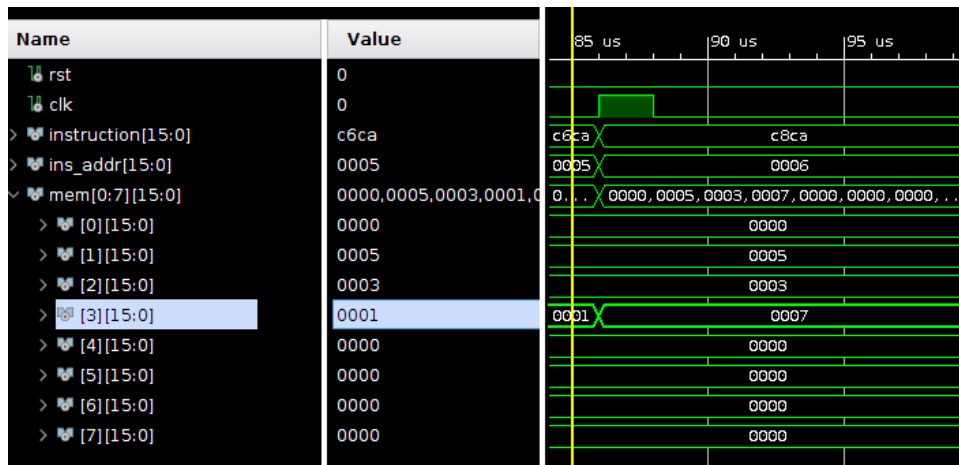 Name Value 85 us 90 us 95 us
rst 0
clk 0
instruction[15:0] c6ca c6ca c8ca
ins_addr[15:0] 0005 0005 0006
mem[0:7][15:0] 0000,0005,0003,0001,0 0... 0000,0005,0003,0007,0000,0000,0000,...
[0][15:0] 0000 0000
[1][15:0] 0005 0005
[2][15:0] 0003 0003
[3][15:0] 0001 0001 0007
[4][15:0] 0000 0000
[5][15:0] 0000 0000
[6][15:0] 0000 0000
[7][15:0] 0000 0000